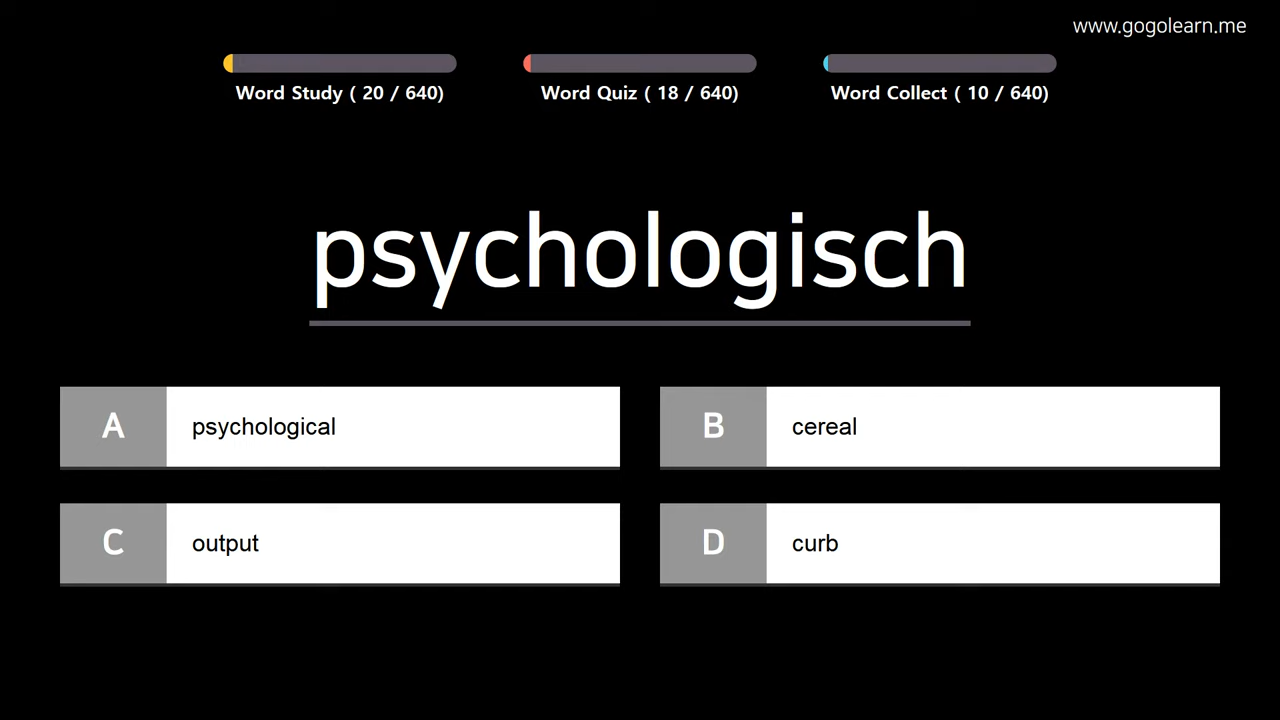 www.gogolearn.me
Word Study ( 20 / 640)
Word Quiz ( 18 / 640)
Word Collect ( 10 / 640)
psychologisch
A psychological
B cereal
C output
D curb